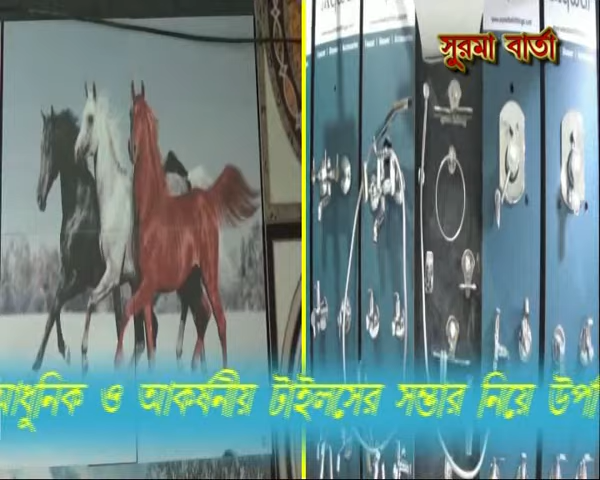 সুরমা বার্তা
আধুনিক ও আকর্ষনীয় টাইলসের সম্ভার নিয়ে উপ